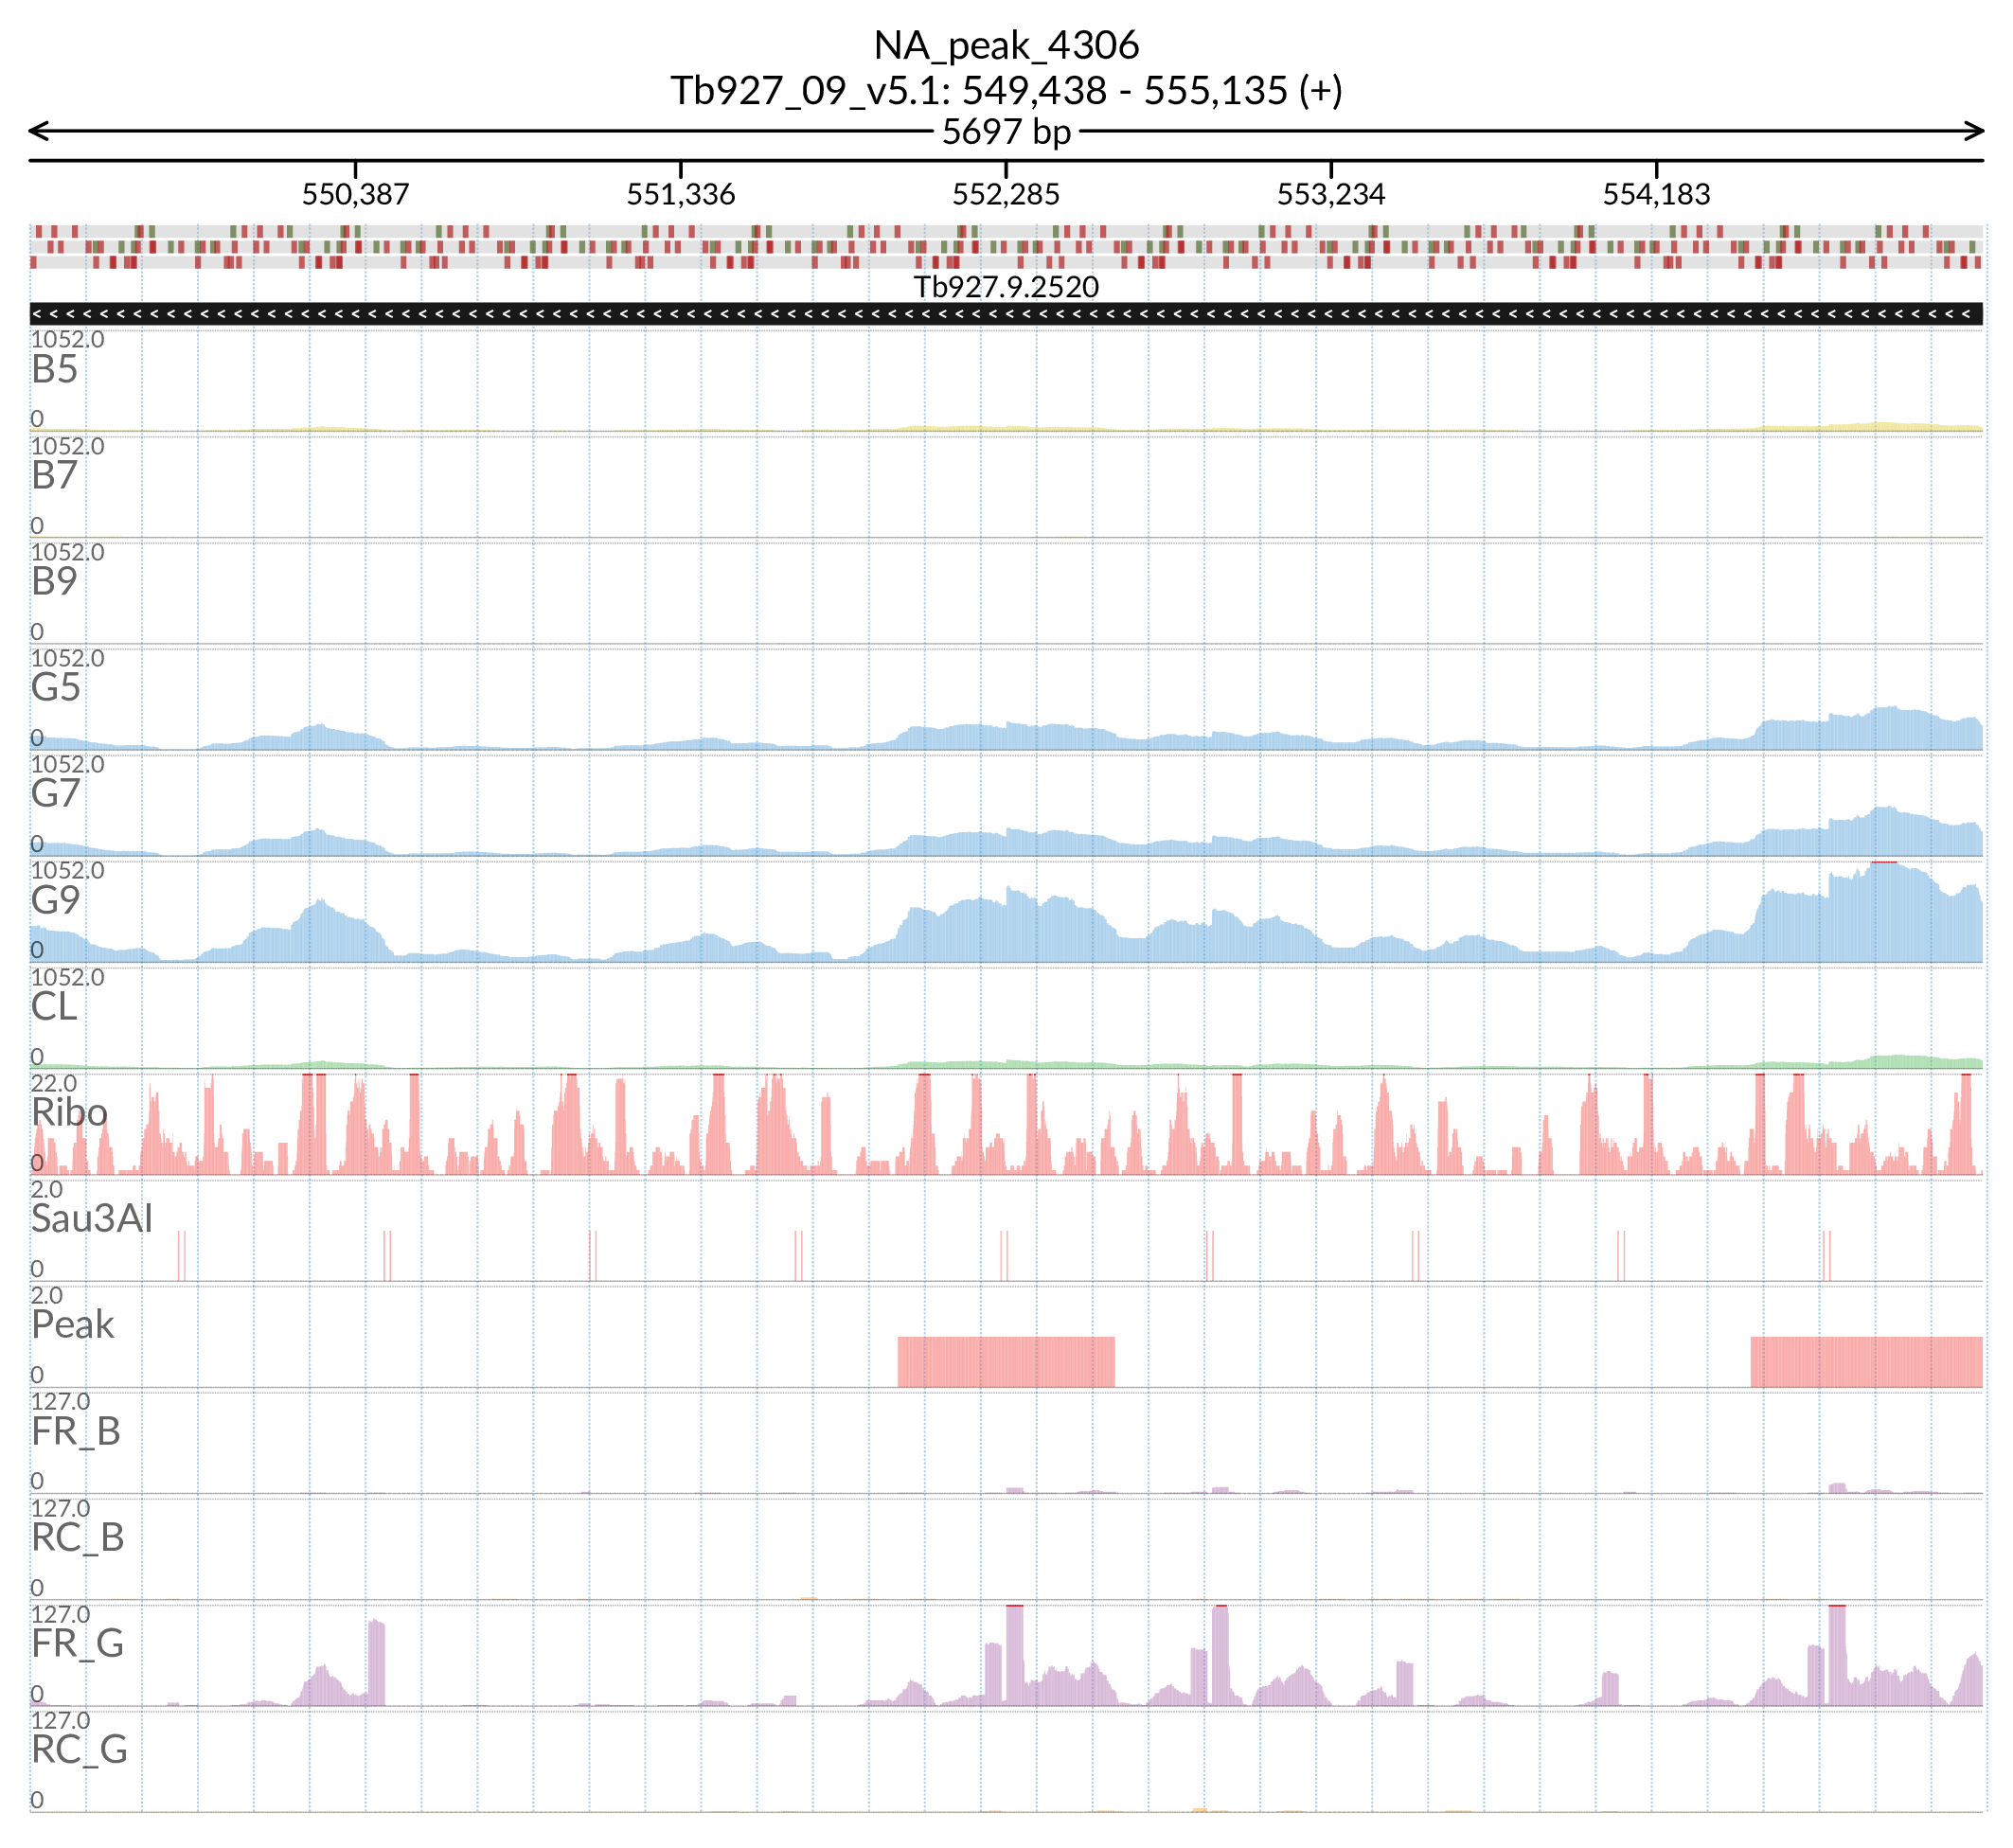 NA_peak_4306
Tb927_09_v5.1: 549,438 - 555,135 (+)
5697 bp
550,387 551,336 552,285 553,234 554,183
Tb927.9.2520
1052.0
B5
0
1052.0
B7
0
1052.0
B9
0
1052.0
G5
0
1052.0
G7
0
1052.0
G9
0
1052.0
CL
0
22.0
Ribo
0
2.0
Sau3AI
0
2.0
Peak
0
127.0
FR_B
0
127.0
RC_B
0
127.0
FR_G
0
127.0
RC_G
0